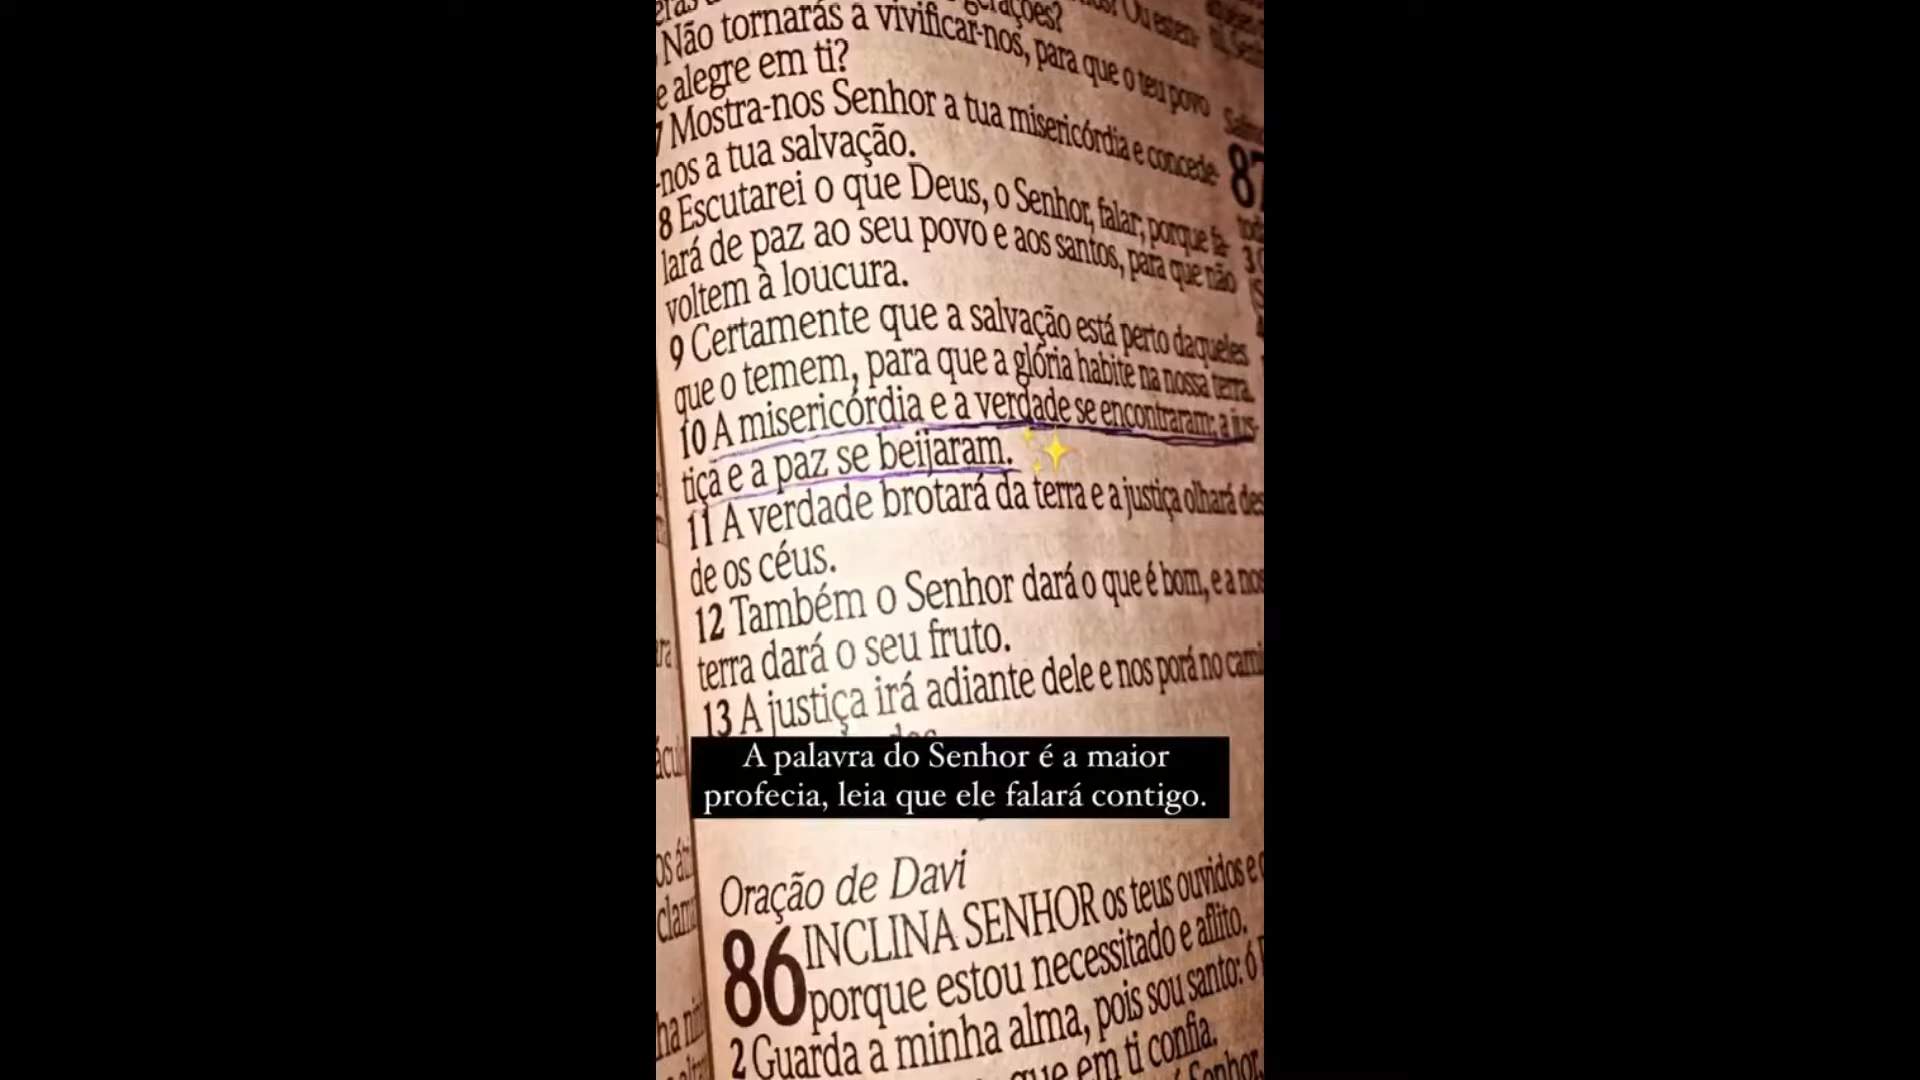 gerações?
Não tornarás a vivificar-nos, para que o teu povo
e alegre em ti?
7 Mostra-nos Senhor a tua misericórdia e concede-
-nos a tua salvação.
8 Escutarei o que Deus, o Senhor, falar; porque fa-
lará de paz ao seu povo e aos santos, para que não
voltem à loucura.
9 Certamente que a salvação está perto daqueles
que o temem, para que a glória habite na nossa terra.
10 A misericórdia e a verdade se encontraram: a jus-
tiça e a paz se beijaram.
11 A verdade brotará da terra e a justiça olhará des
de os céus.
12 Também o Senhor dará o que é bom, e a nos
terra dará o seu fruto.
13 A justiça irá adiante dele e nos porá no cami
A palavra do Senhor é a maior
profecia, leia que ele falará contigo.
Oração de Davi
86 INCLINA SENHOR os teus ouvidos e
porque estou necessitado e aflito.
2 Guarda a minha alma, pois sou santo: ó
que em ti confia.
Senhor,
87